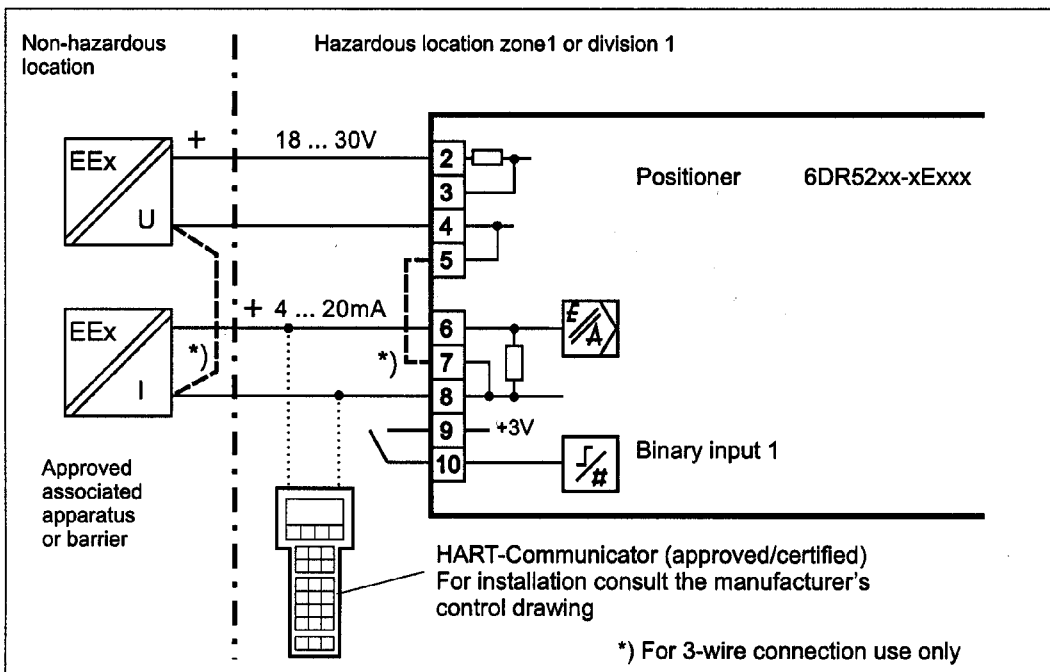 Non-hazardous
location
Hazardous location zone1 or division 1
EEx
U
+
18 ... 30V
2
3
4
5
Positioner 6DR52xx-xExxx
EEx
I
*)
+ 4 ... 20mA
*)
6
7
8
9
10
E
A
+3V
#
Binary input 1
Approved
associated
apparatus
or barrier
HART-Communicator (approved/certified)
For installation consult the manufacturer's
control drawing
*) For 3-wire connection use only